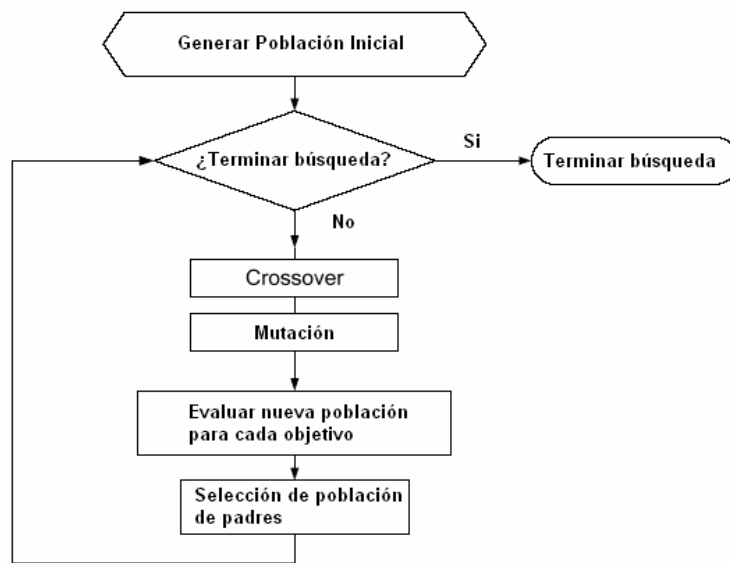 Generar Población Inicial
¿Terminar búsqueda?
Si
Terminar búsqueda
No
Crossover
Mutación
Evaluar nueva población
para cada objetivo
Selección de población
de padres